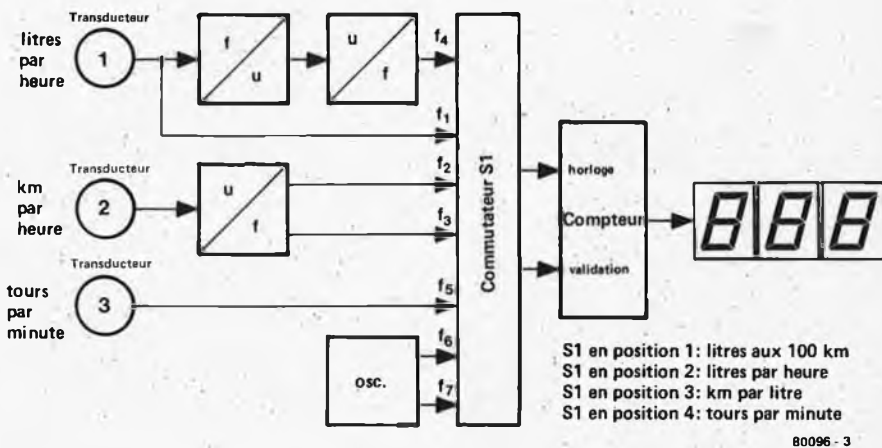 Transducteur
litres
par
heure
1
f
u
u
f
f4
f1
Transducteur
km
par
heure
2
u
f
f2
f3
Transducteur
tours
par
minute
3
f5
osc.
f6
f7
Commutateur S1
horloge
Compteur
validation
888
S1 en position 1: litres aux 100 km
S1 en position 2: litres par heure
S1 en position 3: km par litre
S1 en position 4: tours par minute
80096 - 3